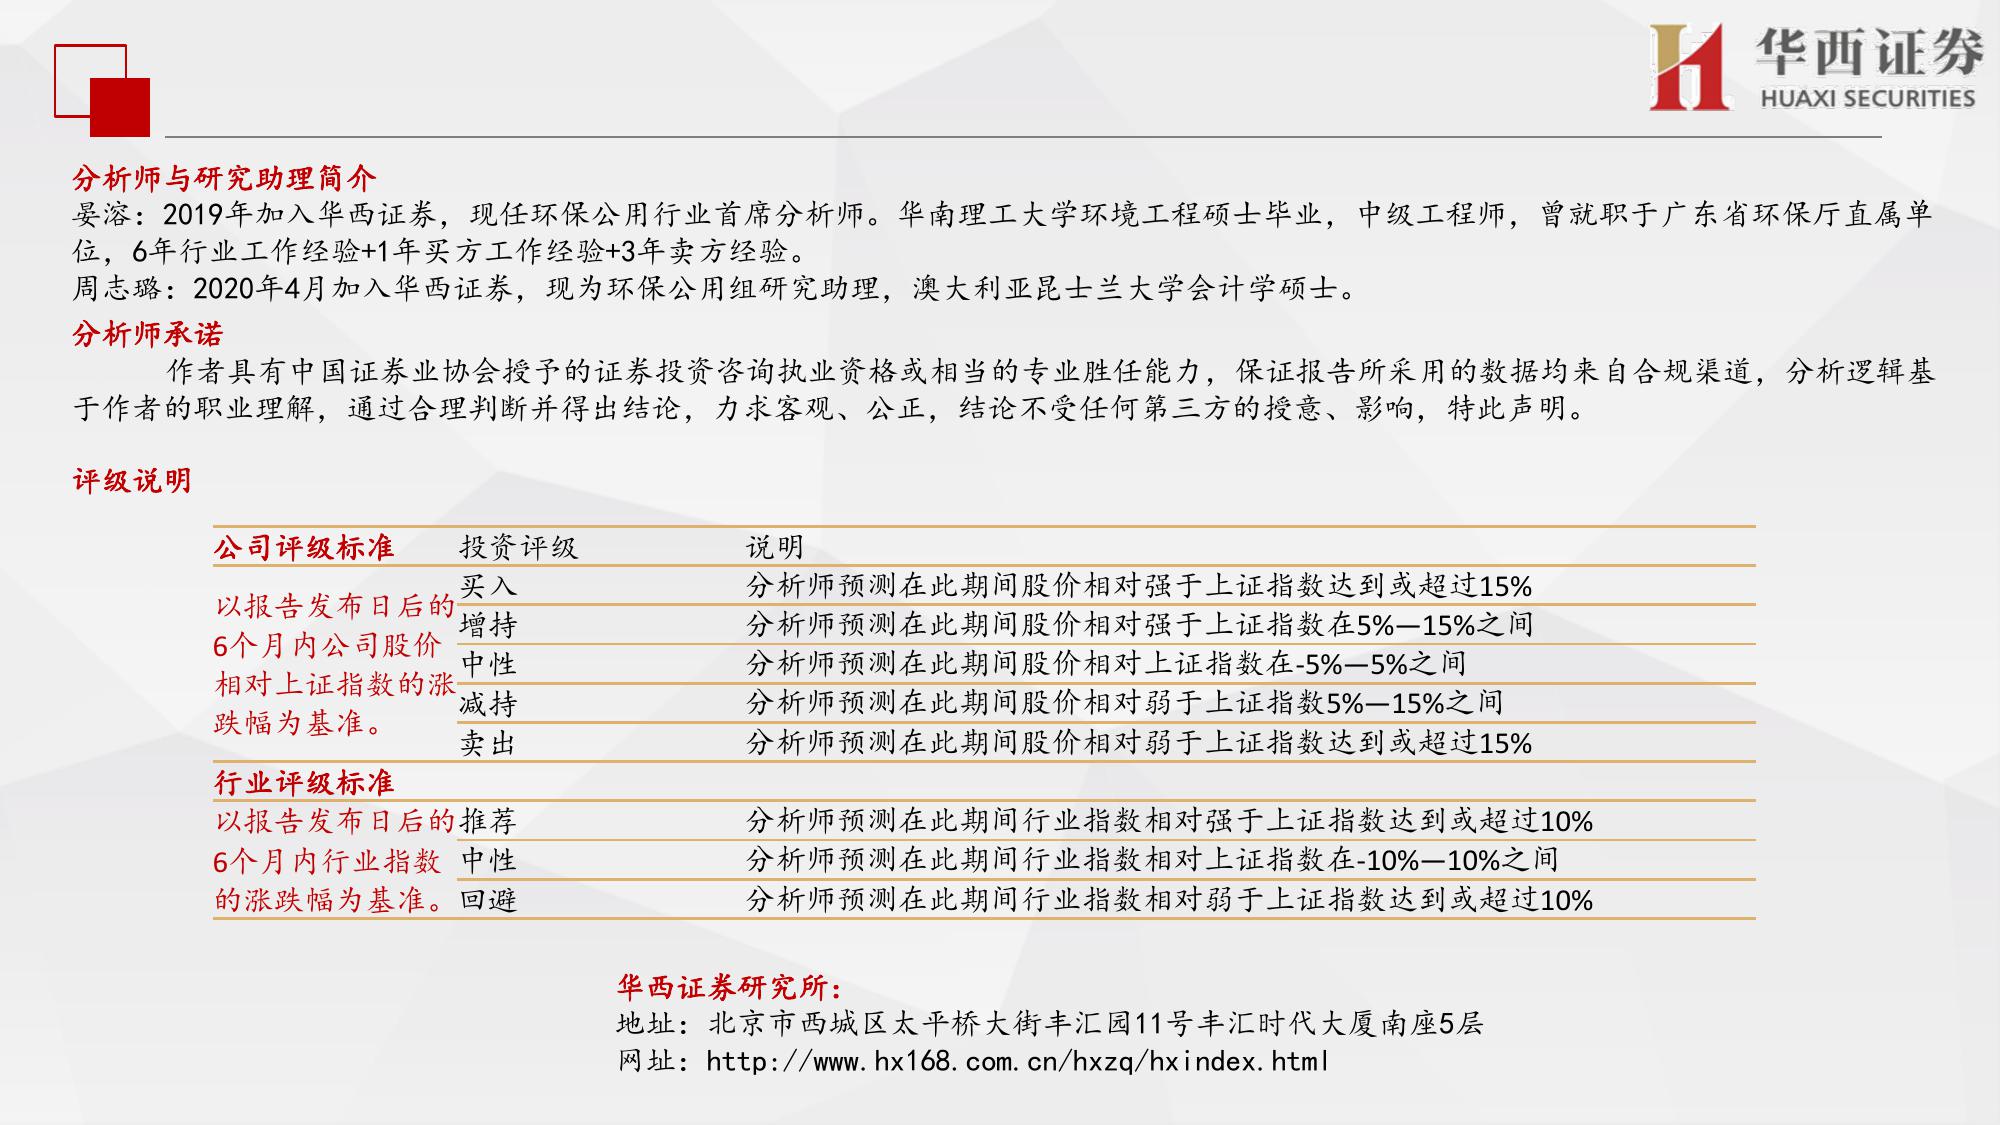 华西证券
HUAXI SECURITIES
分析师与研究助理简介
晏溶：2019年加入华西证券，现任环保公用行业首席分析师。华南理工大学环境工程硕士毕业，中级工程师，曾就职于广东省环保厅直属单
位，6年行业工作经验+1年买方工作经验+3年卖方经验。
周志璐：2020年4月加入华西证券，现为环保公用组研究助理，澳大利亚昆士兰大学会计学硕士。
分析师承诺
作者具有中国证券业协会授予的证券投资咨询执业资格或相当的专业胜任能力，保证报告所采用的数据均来自合规渠道，分析逻辑基
于作者的职业理解，通过合理判断并得出结论，力求客观、公正，结论不受任何第三方的授意、影响，特此声明。
评级说明
公司评级标准 投资评级 说明
以报告发布日后的
6个月内公司股价
相对上证指数的涨
跌幅为基准。
买入 分析师预测在此期间股价相对强于上证指数达到或超过15%
增持 分析师预测在此期间股价相对强于上证指数在5%—15%之间
中性 分析师预测在此期间股价相对上证指数在-5%—5%之间
减持 分析师预测在此期间股价相对弱于上证指数5%—15%之间
卖出 分析师预测在此期间股价相对弱于上证指数达到或超过15%
行业评级标准
以报告发布日后的
6个月内行业指数
的涨跌幅为基准。
推荐 分析师预测在此期间行业指数相对强于上证指数达到或超过10%
中性 分析师预测在此期间行业指数相对上证指数在-10%—10%之间
回避 分析师预测在此期间行业指数相对弱于上证指数达到或超过10%
华西证券研究所：
地址：北京市西城区太平桥大街丰汇园11号丰汇时代大厦南座5层
网址：http://www.hx168.com.cn/hxzq/hxindex.html